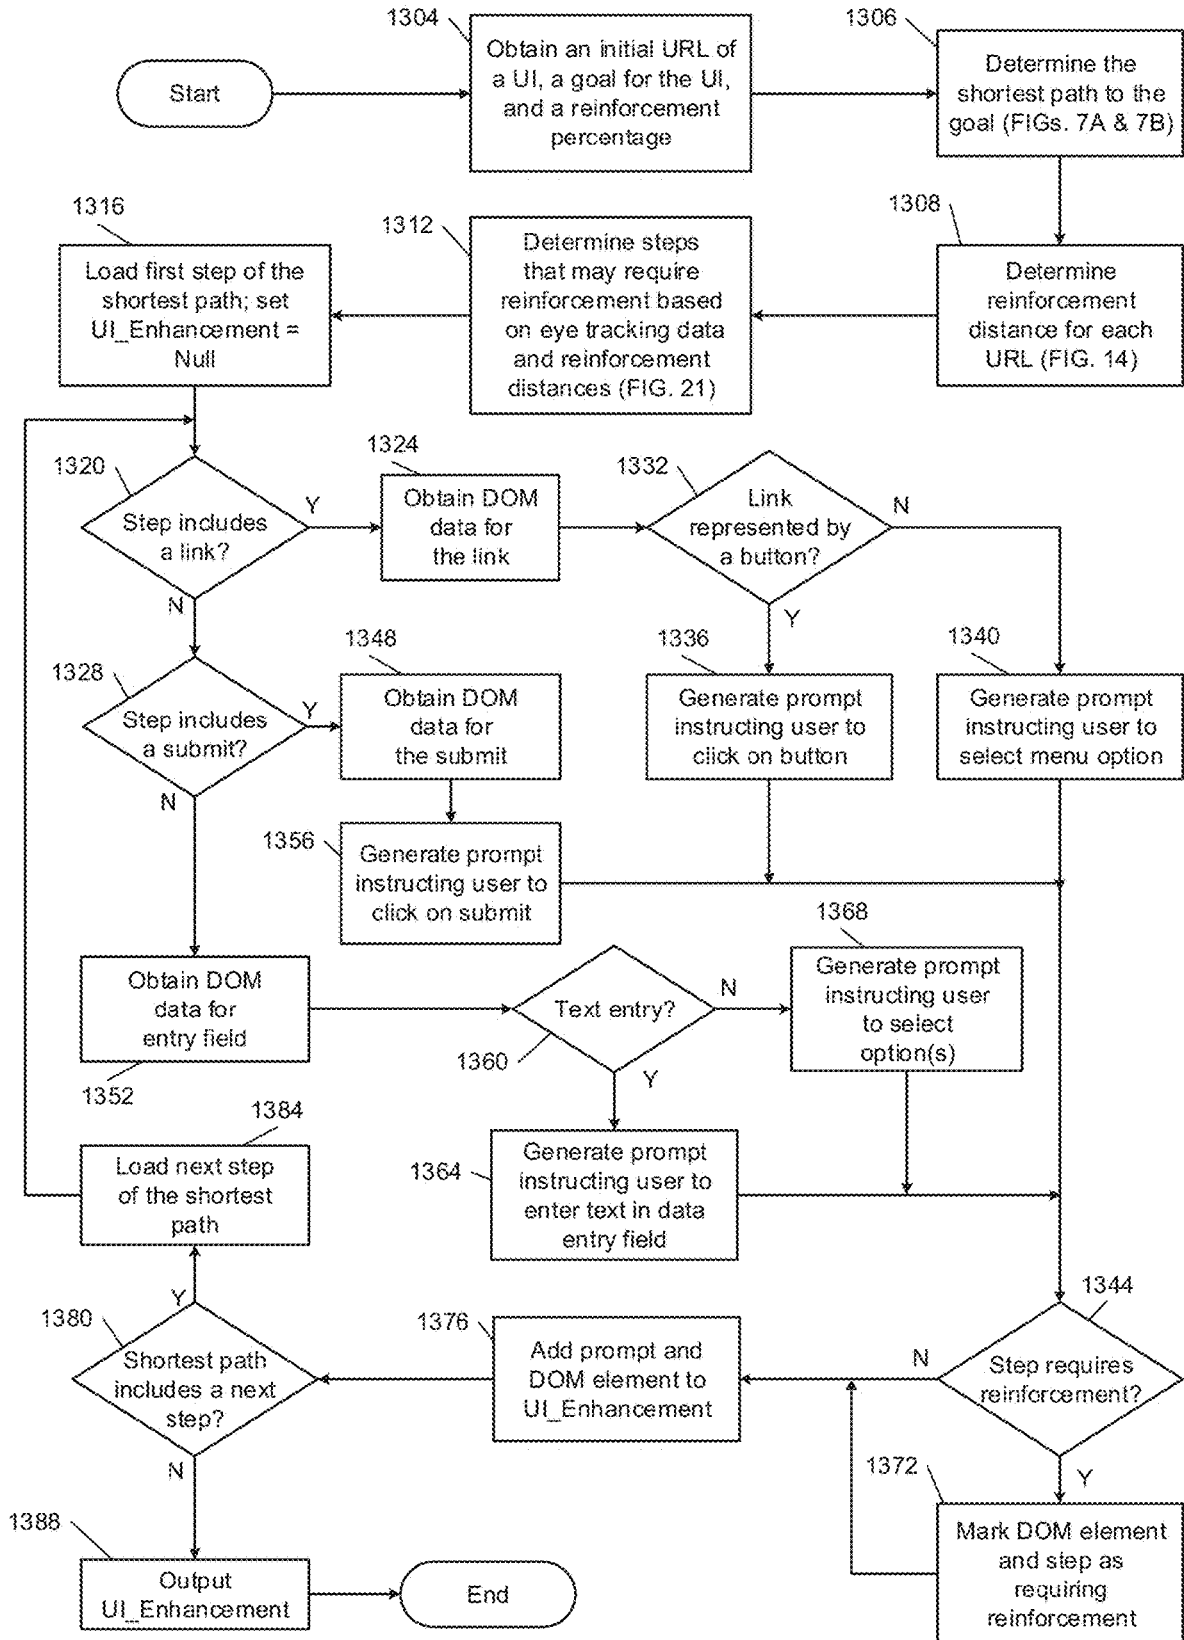 Start
1304
Obtain an initial URL of
a UI, a goal for the UI,
and a reinforcement
percentage
1306
Determine the
shortest path to the
goal (FIGs. 7A & 7B)
1316
Load first step of the
shortest path; set
UI_Enhancement =
Null
1312
Determine steps
that may require
reinforcement based
on eye tracking data
and reinforcement
distances (FIG. 21)
1308
Determine
reinforcement
distance for each
URL (FIG. 14)
1320
Step includes
a link?
Y
N
1324
Obtain DOM
data for
the link
1332
Link
represented by
a button?
N
Y
1328
Step includes
a submit?
Y
N
1348
Obtain DOM
data for
the submit
1336
Generate prompt
instructing user to
click on button
1340
Generate prompt
instructing user to
select menu option
1356
Generate prompt
instructing user to
click on submit
Obtain DOM
data for
entry field
1352
Text entry?
1360
N
Y
1368
Generate prompt
instructing user
to select
option(s)
1384
Load next step
of the shortest
path
1364
Generate prompt
instructing user to
enter text in data
entry field
1380
Y
Shortest path
includes a next
step?
N
1376
Add prompt and
DOM element to
UI_Enhancement
1344
N
Step requires
reinforcement?
Y
1372
Mark DOM element
and step as
requiring
reinforcement
1388
Output
UI_Enhancement
End